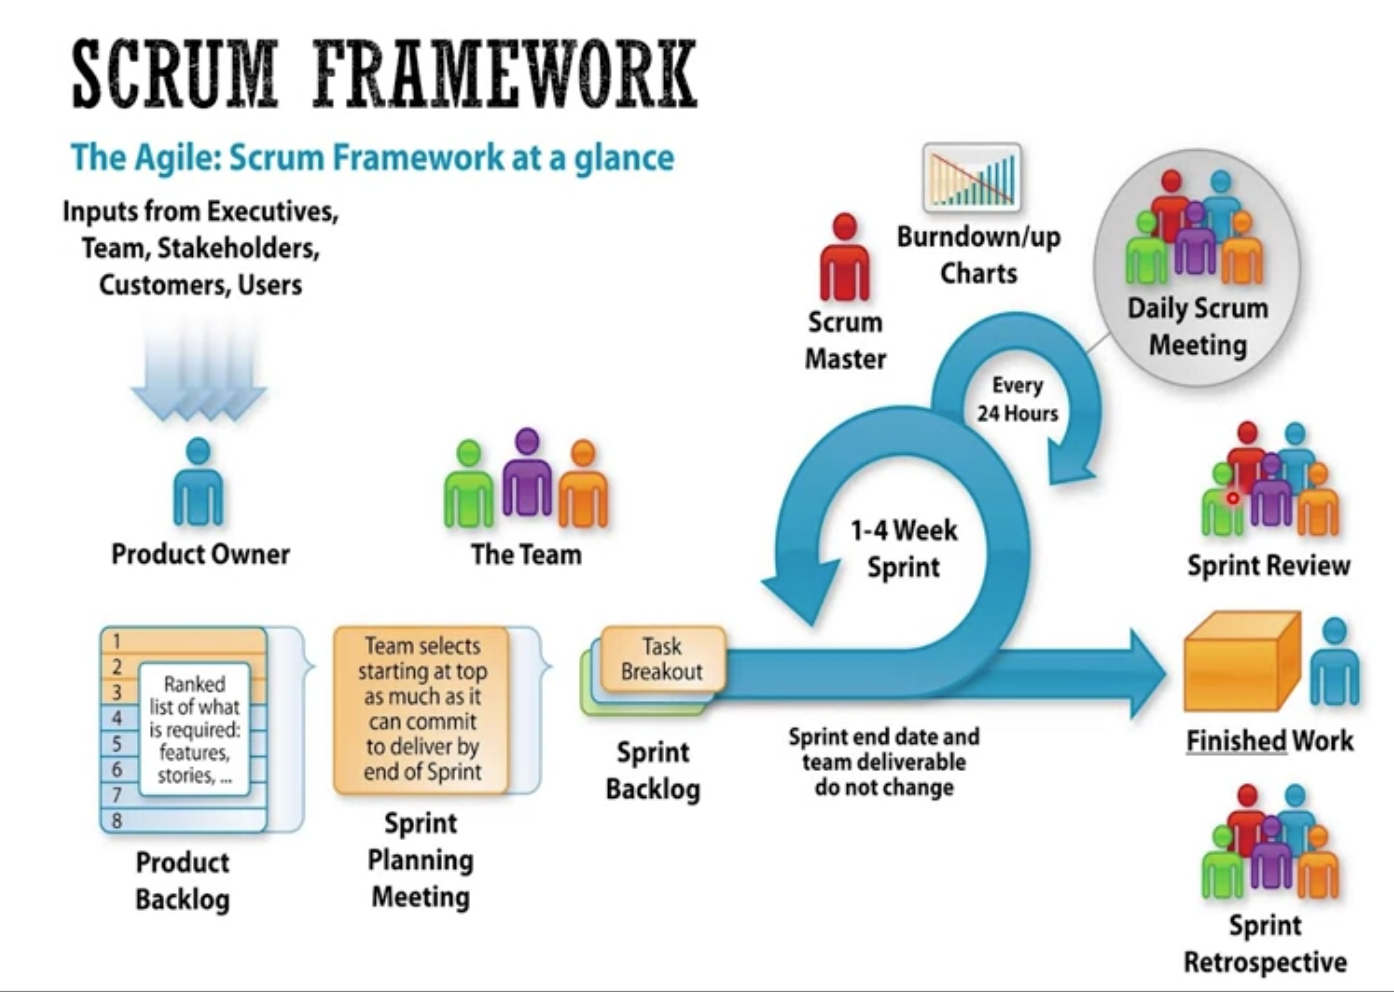 SCRUM FRAMEWORK
The Agile: Scrum Framework at a glance
Inputs from Executives,
Team, Stakeholders,
Customers, Users
Product Owner
The Team
Scrum
Master
Burndown/up
Charts
Daily Scrum
Meeting
Every
24 Hours
1-4 Week
Sprint
Sprint Review
1
2
3
4
5
6
7
8
Ranked
list of what
is required:
features,
stories, ...
Product
Backlog
Team selects
starting at top
as much as it
can commit
to deliver by
end of Sprint
Sprint
Planning
Meeting
Task
Breakout
Sprint
Backlog
Sprint end date and
team deliverable
do not change
Finished Work
Sprint
Retrospective